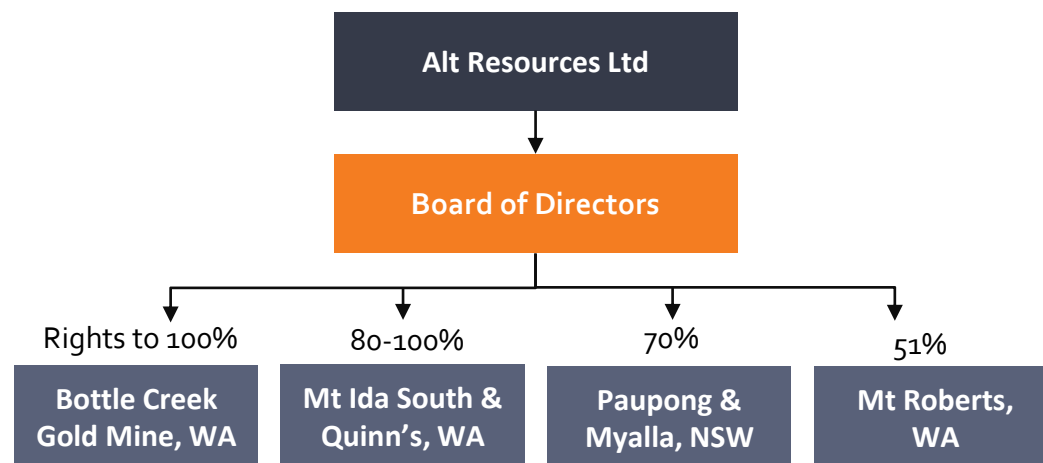 Alt Resources Ltd
Board of Directors
Rights to 100%
80-100%
70%
51%
Bottle Creek
Gold Mine, WA
Mt Ida South &
Quinn’s, WA
Paupong &
Myalla, NSW
Mt Roberts,
WA